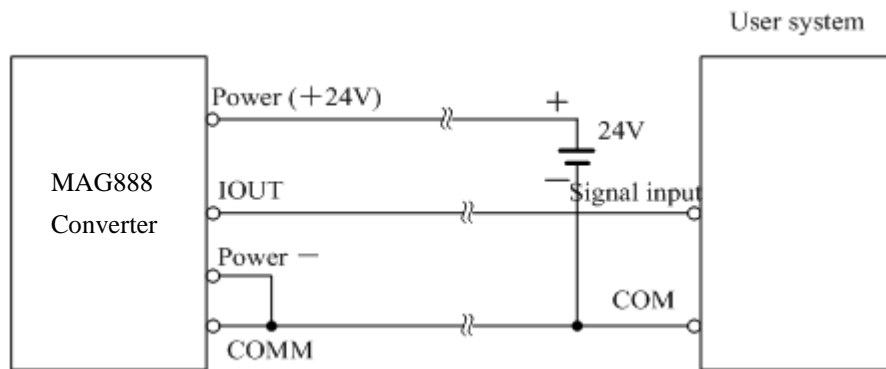 User system
Power (＋24V)
＋
24V
－
MAG888
Converter
IOUT
Signal input
Power －
COM
COMM